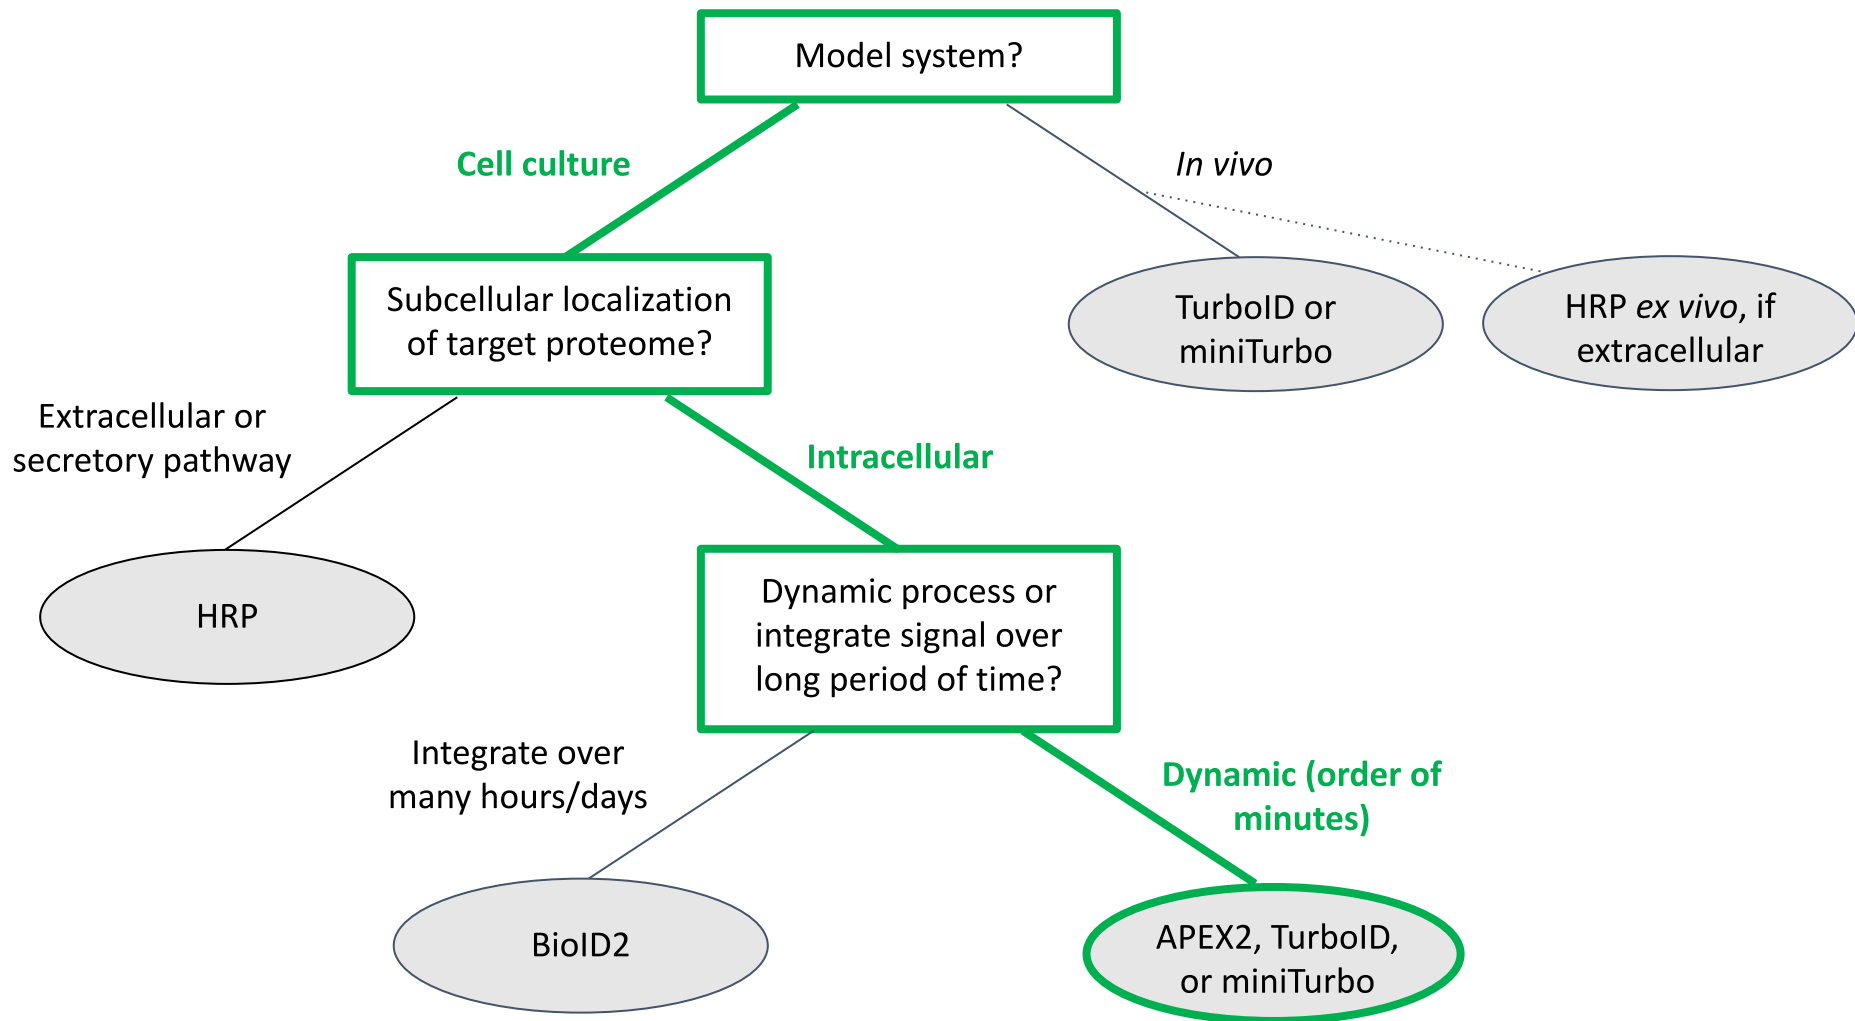 Model system?
Cell culture
In vivo
Subcellular localization
of target proteome?
TurboID or
miniTurbo
HRP ex vivo, if
extracellular
Extracellular or
secretory pathway
Intracellular
HRP
Dynamic process or
integrate signal over
long period of time?
Integrate over
many hours/days
Dynamic (order of
minutes)
BioID2
APEX2, TurboID,
or miniTurbo